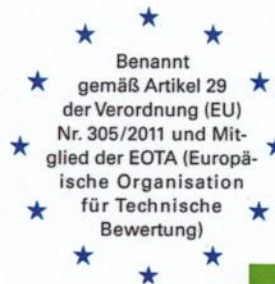 Benannt
gemäß Artikel 29
der Verordnung (EU)
Nr. 305/2011 und Mit-
glied der EOTA (Europä-
ische Organisation
für Technische
Bewertung)